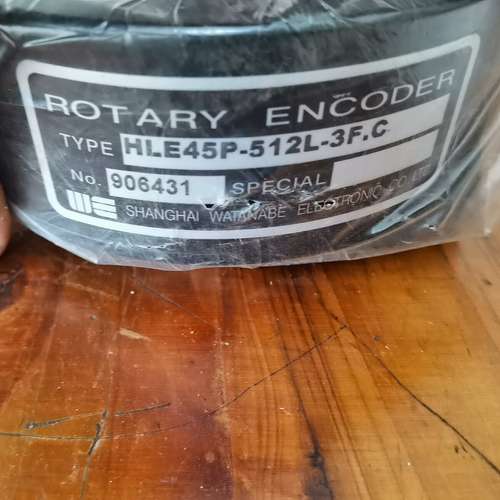 ROTARY ENCODER
TYPE HLE45P-512L-3F.C
No. 906431 SPECIAL
SHANGHAI WATANABE ELECTRONIC CO LTD